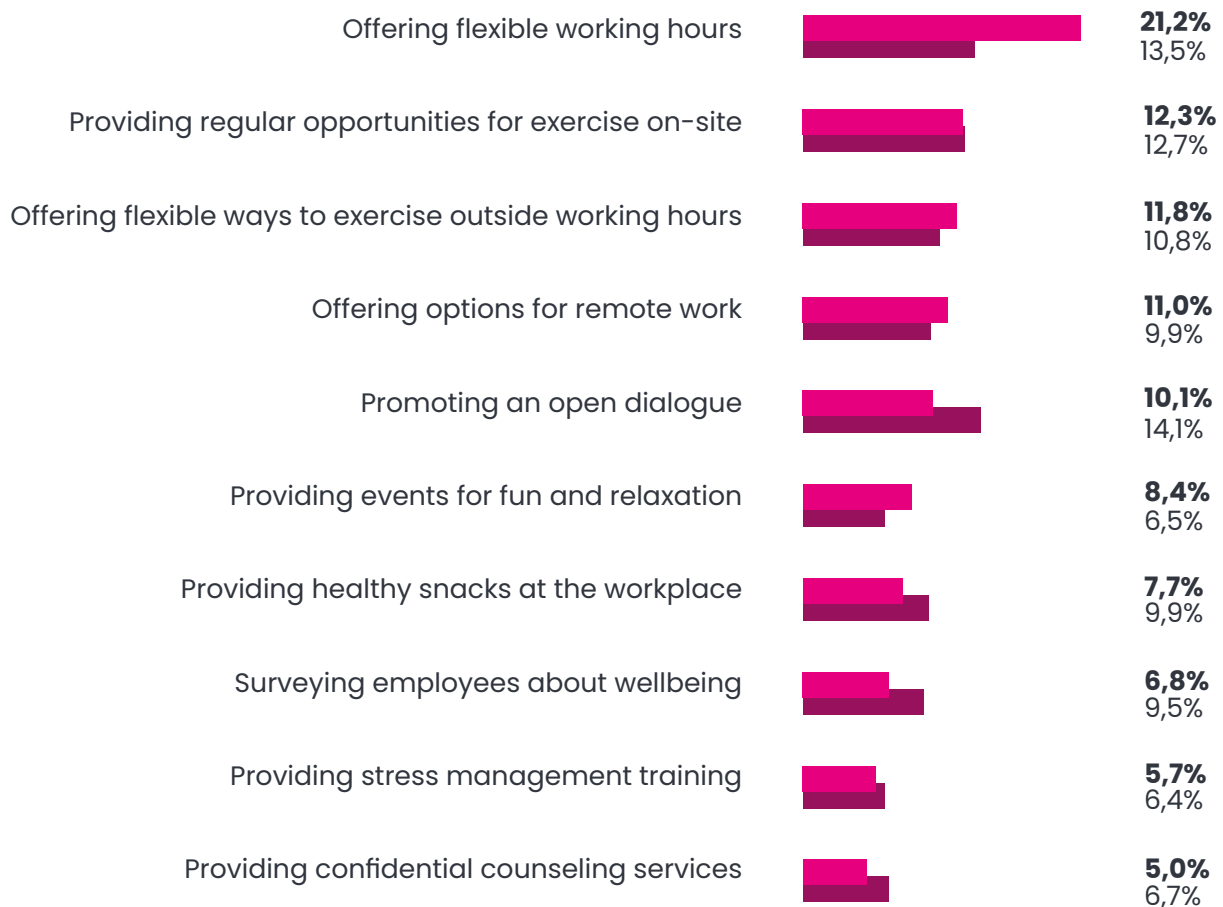 Offering flexible working hours
21,2%
13,5%
Providing regular opportunities for exercise on-site
12,3%
12,7%
Offering flexible ways to exercise outside working hours
11,8%
10,8%
Offering options for remote work
11,0%
9,9%
Promoting an open dialogue
10,1%
14,1%
Providing events for fun and relaxation
8,4%
6,5%
Providing healthy snacks at the workplace
7,7%
9,9%
Surveying employees about wellbeing
6,8%
9,5%
Providing stress management training
5,7%
6,4%
Providing confidential counseling services
5,0%
6,7%